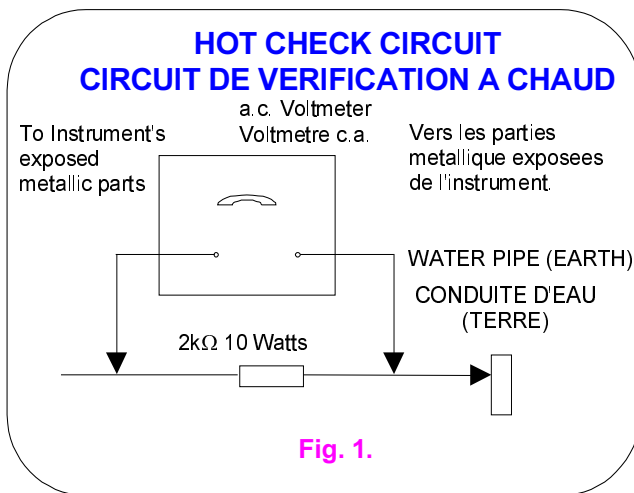 HOT CHECK CIRCUIT
CIRCUIT DE VERIFICATION A CHAUD
a.c. Voltmeter
Voltmetre c.a.
To Instrument's
exposed
metallic parts
Vers les parties
metallique exposees
de l'instrument.
WATER PIPE (EARTH)
CONDUITE D'EAU
(TERRE)
2kΩ 10 Watts
Fig. 1.